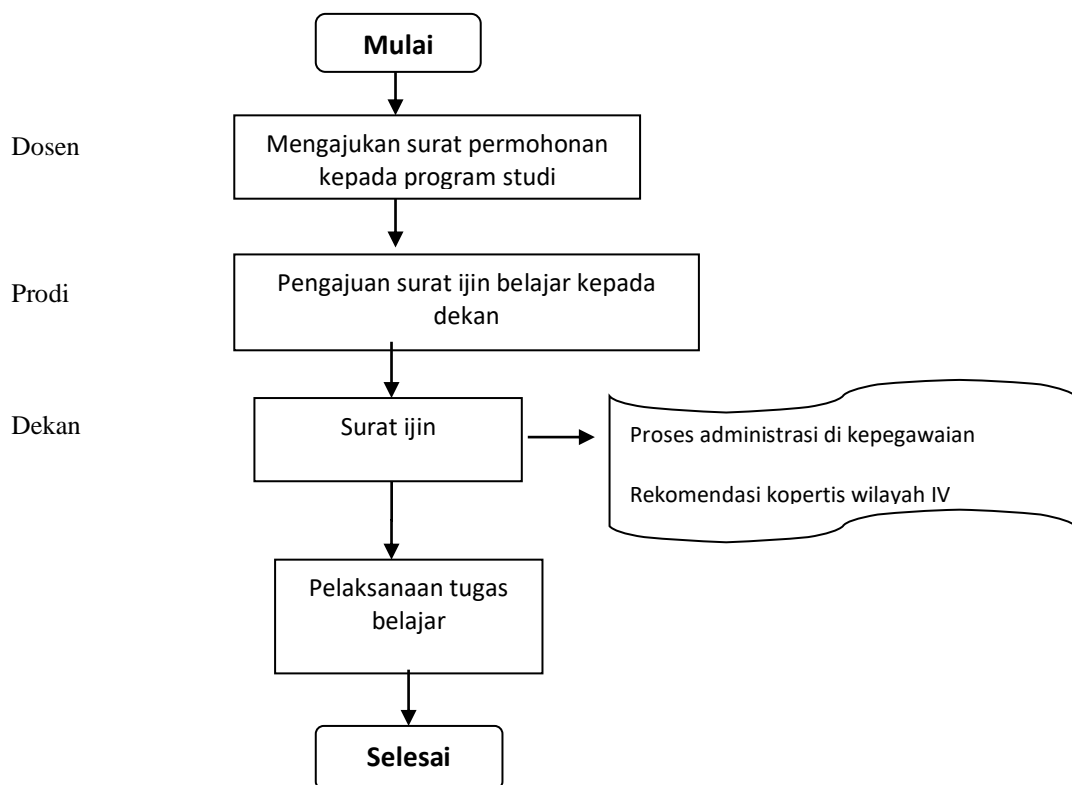 Mulai
Dosen
Mengajukan surat permohonan
kepada program studi
Prodi
Pengajuan surat ijin belajar kepada
dekan
Dekan
Surat ijin
Proses administrasi di kepegawaian
Rekomendasi kopertis wilayah IV
Pelaksanaan tugas
belajar
Selesai